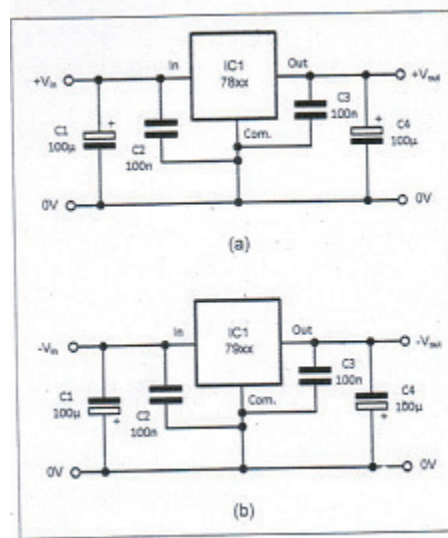 In
IC1
78xx
Out
+Vin
+Vout
C1
100µ
+
C2
100n
Com.
C3
100n
+
C4
100µ
0V
0V
(a)
In
IC1
79xx
Out
-Vin
-Vout
C1
100µ
+
C2
100n
Com.
C3
100n
C4
100µ
+
0V
0V
(b)